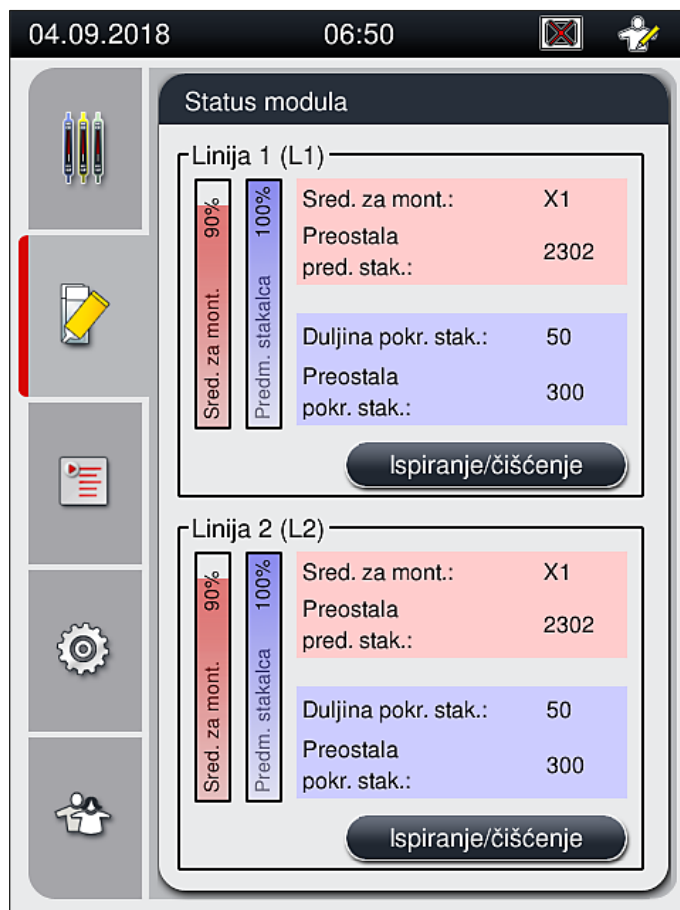 04.09.2018 06:50
Status modula
Linija 1 (L1)
Sred. za mont. 90%
Predm. stakalca 100%
Sred. za mont.: X1
Preostala
pred. stak.: 2302
Duljina pokr. stak.: 50
Preostala
pokr. stak.: 300
Ispiranje/čišćenje
Linija 2 (L2)
Sred. za mont. 90%
Predm. stakalca 100%
Sred. za mont.: X1
Preostala
pred. stak.: 2302
Duljina pokr. stak.: 50
Preostala
pokr. stak.: 300
Ispiranje/čišćenje